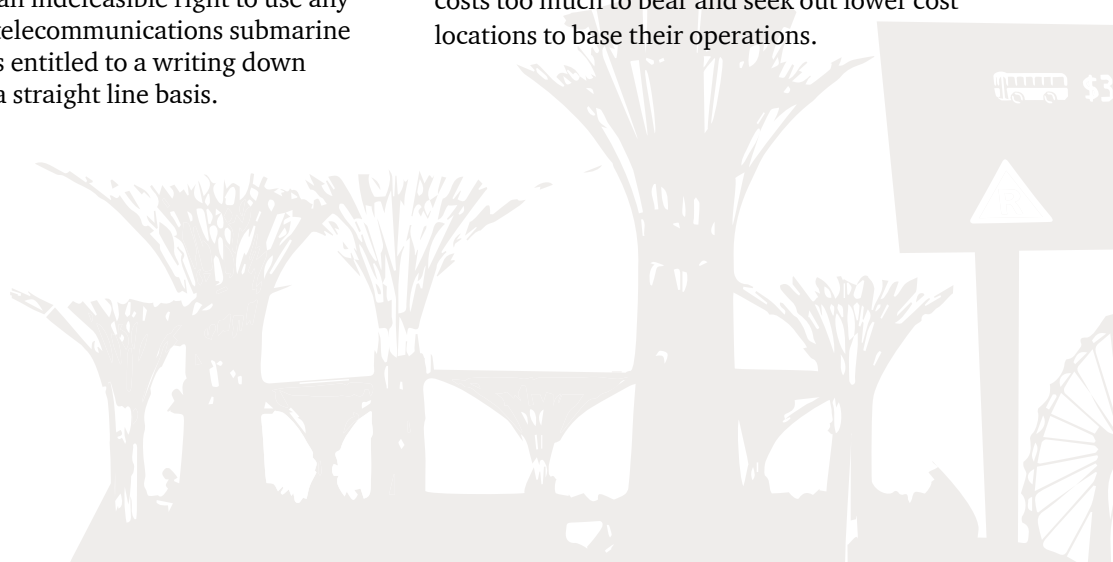 an indefeasible right to use any
telecommunications submarine
s entitled to a writing down
a straight line basis.
costs too much to bear and seek out lower cost
locations to base their operations.
$3